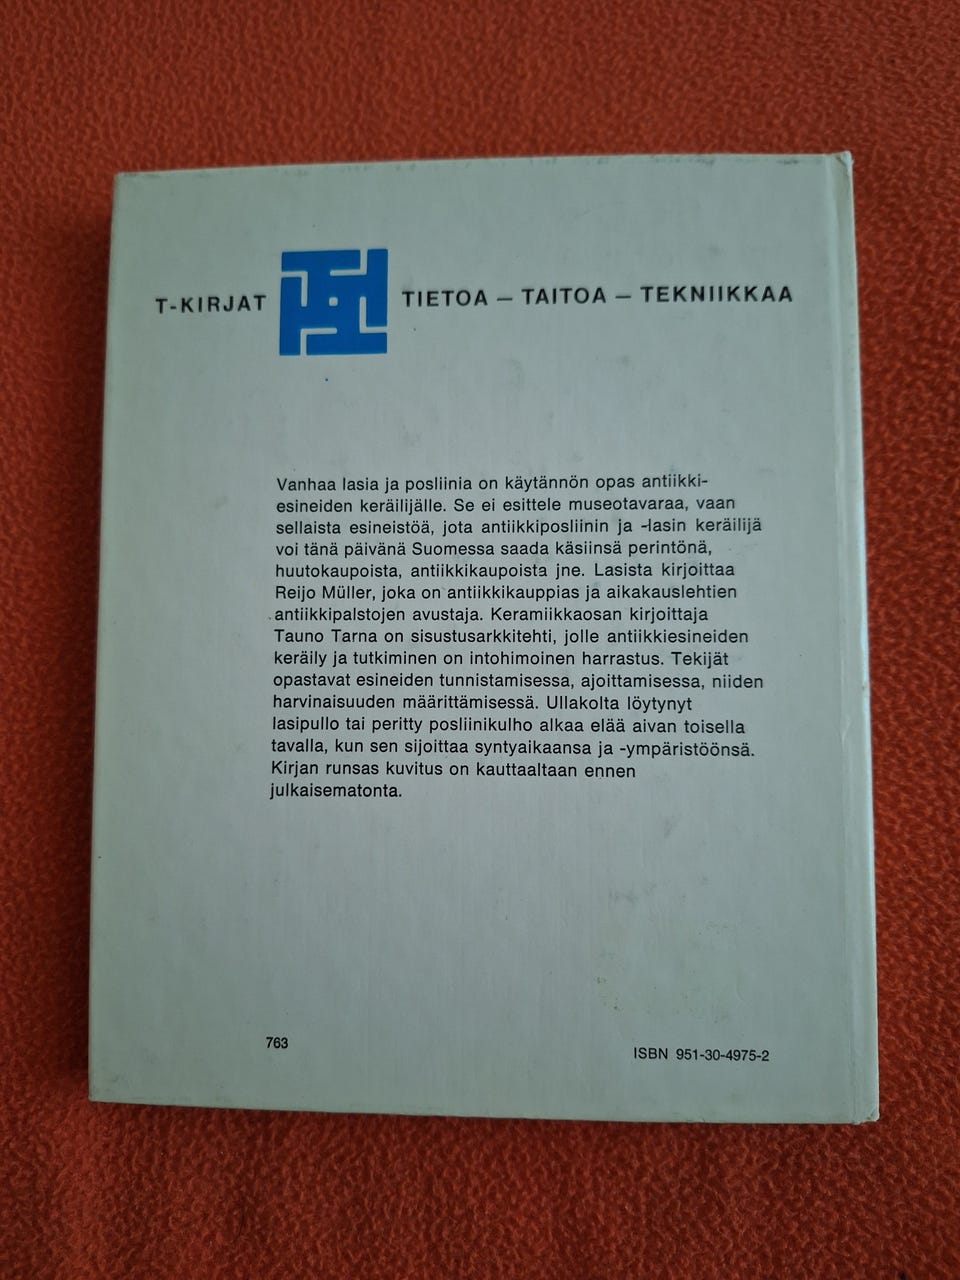 T-KIRJAT TIETOA — TAITOA — TEKNIIKKAA
Vanhaa lasia ja posliinia on käytännön opas antiikki-
esineiden keräilijälle. Se ei esittele museotavaraa, vaan
sellaista esineistöä, jota antiikkiposliinin ja -lasin keräilijä
voi tänä päivänä Suomessa saada käsiinsä perintönä,
huutokaupoista, antiikkikaupoista jne. Lasista kirjoittaa
Reijo Müller, joka on antiikkikauppias ja aikakauslehtien
antiikkipalstojen avustaja. Keramiikkaosan kirjoittaja
Tauno Tarna on sisustusarkkitehti, jolle antiikkiesineiden
keräily ja tutkiminen on intohimoinen harrastus. Tekijät
opastavat esineiden tunnistamisessa, ajoittamisessa, niiden
harvinaisuuden määrittämisessä. Ullakolta löytynyt
lasipullo tai peritty posliinikulho alkaa elää aivan toisella
tavalla, kun sen sijoittaa syntyaikaansa ja -ympäristöönsä.
Kirjan runsas kuvitus on kauttaaltaan ennen
julkaisematonta.
763
ISBN 951-30-4975-2